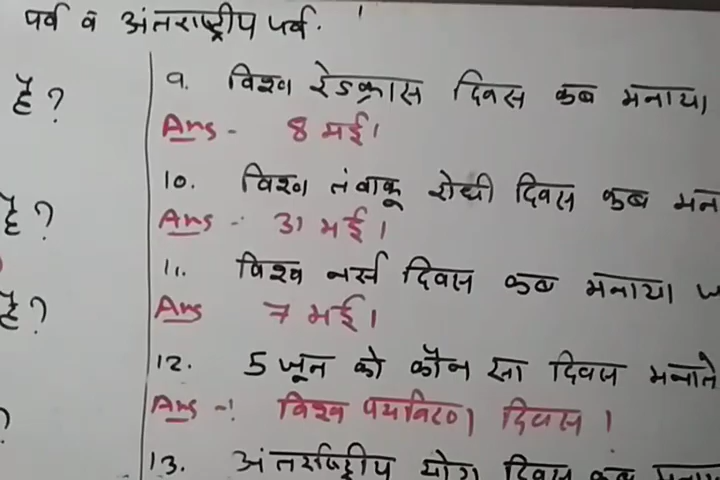 पर्व व अंतराष्ट्रीय पर्व.
है?
9. विश्व रेडक्रास दिवस कब मनाया
Ans - 8 मई।
10. विश्व तंबाकू रोधी दिवस कब मन
है?
Ans - 31 मई।
11. विश्व नर्स दिवस कब मनाया
है?
Ans 7 मई।
12. 5 जून को कौन सा दिवस मनाते
Ans -! विश्व पर्यावरण दिवस।
?
13. अंतर्राष्ट्रीय योग दिवस कब